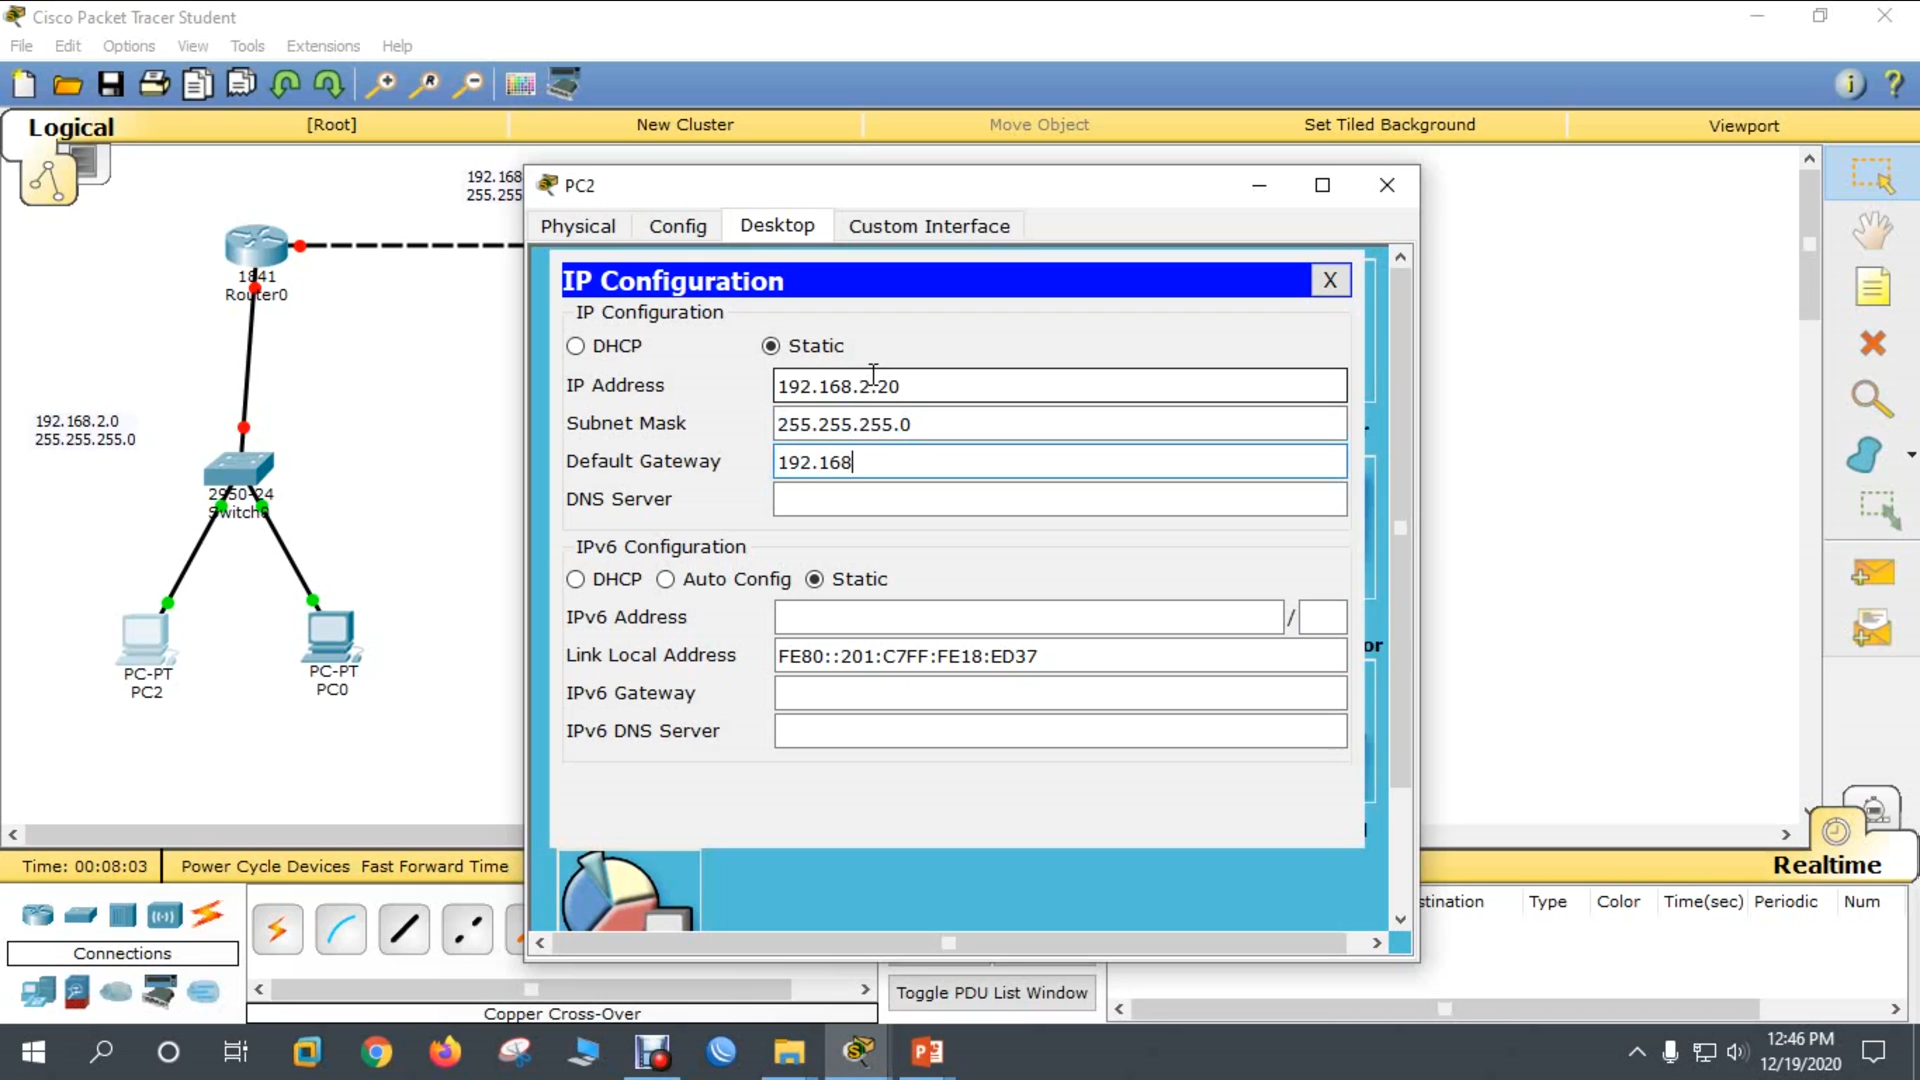 Cisco Packet Tracer Student
File Edit Options View Tools Extensions Help
Logical [Root] New Cluster Move Object Set Tiled Background Viewport
192.168
255.255
1841
Router0
192.168.2.0
255.255.255.0
2950-24
Switch0
PC-PT
PC2
PC-PT
PC0
PC2
Physical Config Desktop Custom Interface
IP Configuration X
IP Configuration
DHCP Static
IP Address 192.168.2.20
Subnet Mask 255.255.255.0
Default Gateway 192.168
DNS Server
IPv6 Configuration
DHCP Auto Config Static
IPv6 Address /
Link Local Address FE80::201:C7FF:FE18:ED37
IPv6 Gateway
IPv6 DNS Server
or
Time: 00:08:03 Power Cycle Devices Fast Forward Time Realtime
stination Type Color Time(sec) Periodic Num
Connections
Toggle PDU List Window
Copper Cross-Over
12:46 PM
12/19/2020